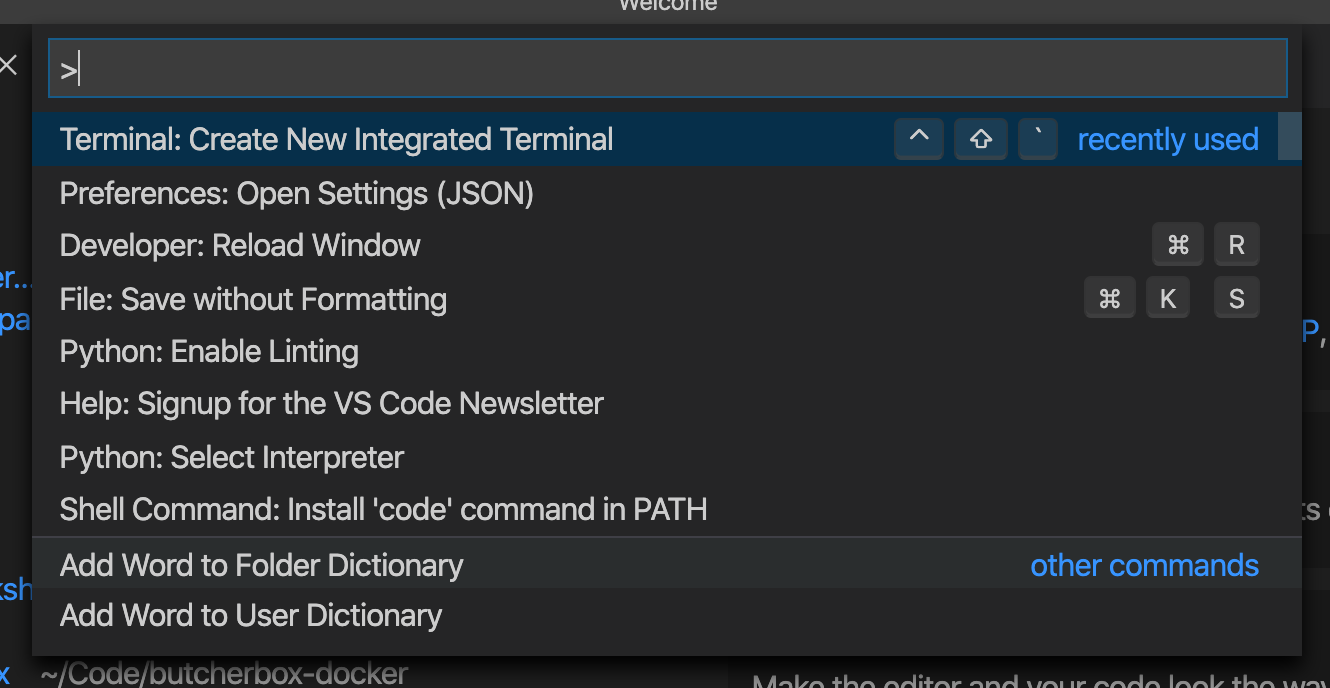 Welcome
>
Terminal: Create New Integrated Terminal ^ ⇧ ` recently used
Preferences: Open Settings (JSON)
Developer: Reload Window ⌘ R
er...
File: Save without Formatting ⌘ K S
pa
P,
Python: Enable Linting
Help: Signup for the VS Code Newsletter
Python: Select Interpreter
Shell Command: Install 'code' command in PATH
ts
Add Word to Folder Dictionary other commands
ksh
Add Word to User Dictionary
x ~/Code/butcherbox-docker
Make the editor and your code look the way